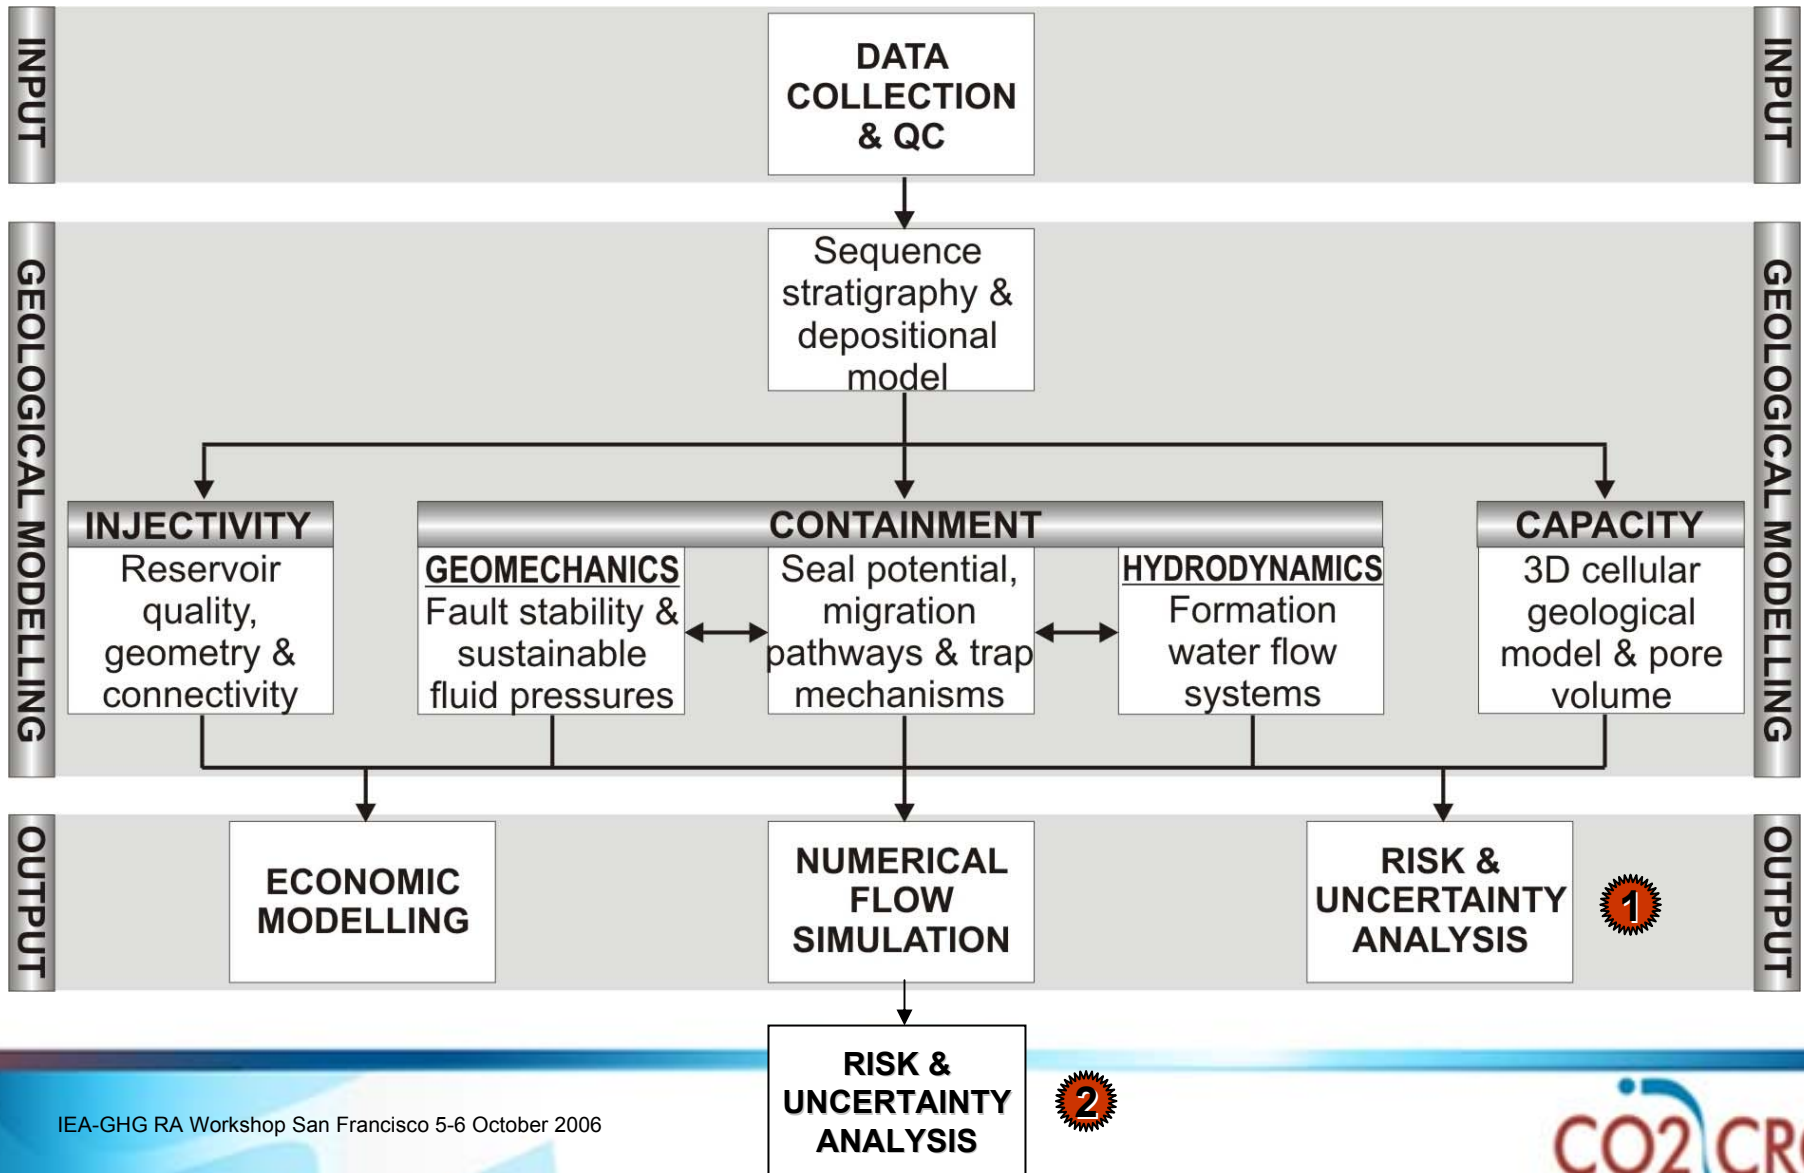 INPUT
DATA
COLLECTION
& QC
INPUT
GEOLOGICAL MODELLING
Sequence
stratigraphy &
depositional
model
GEOLOGICAL MODELLING
INJECTIVITY
Reservoir
quality,
geometry &
connectivity
CONTAINMENT
GEOMECHANICS
Fault stability &
sustainable
fluid pressures
Seal potential,
migration
pathways & trap
mechanisms
HYDRODYNAMICS
Formation
water flow
systems
CAPACITY
3D cellular
geological
model & pore
volume
OUTPUT
ECONOMIC
MODELLING
NUMERICAL
FLOW
SIMULATION
RISK &
UNCERTAINTY
ANALYSIS
1
OUTPUT
RISK &
UNCERTAINTY
ANALYSIS
2
IEA-GHG RA Workshop San Francisco 5-6 October 2006
CO2 CR